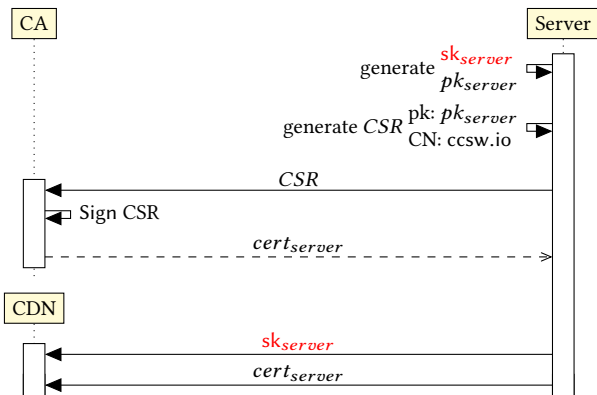 CA Server
generate sk_server
pk_server
generate CSR pk: pk_server
CN: ccsw.io
CSR
Sign CSR
cert_server
CDN
sk_server
cert_server